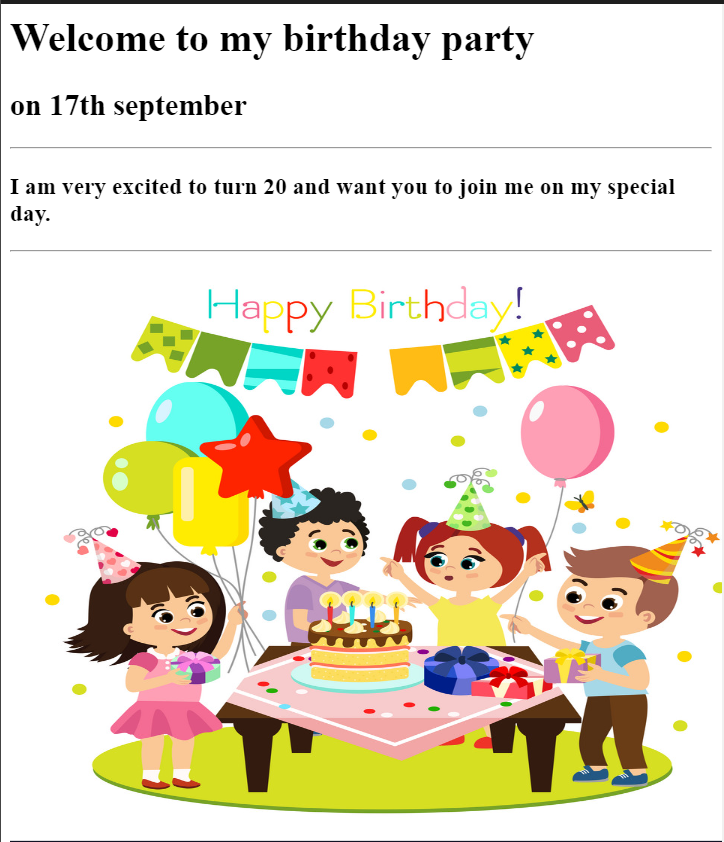 Welcome to my birthday party
on 17th september
I am very excited to turn 20 and want you to join me on my special
day.
Happy Birthday!